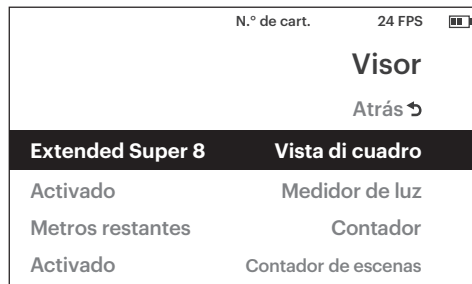 N.º de cart. 24 FPS
Visor
Atrás
Extended Super 8 Vista di cuadro
Activado Medidor de luz
Metros restantes Contador
Activado Contador de escenas